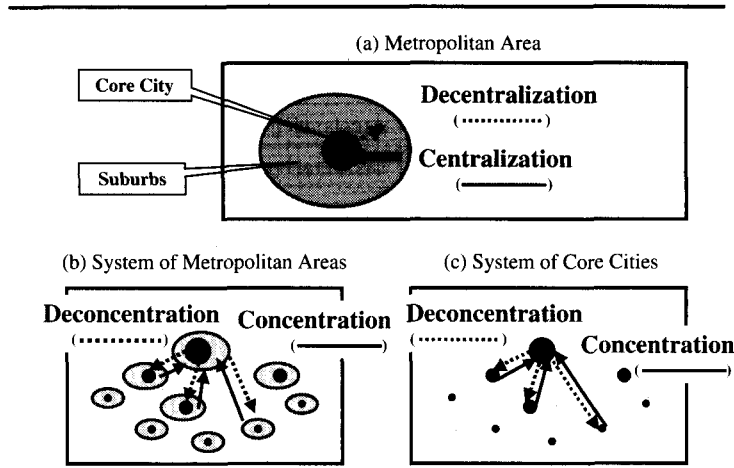 (a) Metropolitan Area
Core City
Decentralization
( )
Centralization
( )
Suburbs
(b) System of Metropolitan Areas
Deconcentration
( )
Concentration
( )
(c) System of Core Cities
Deconcentration
( )
Concentration
( )